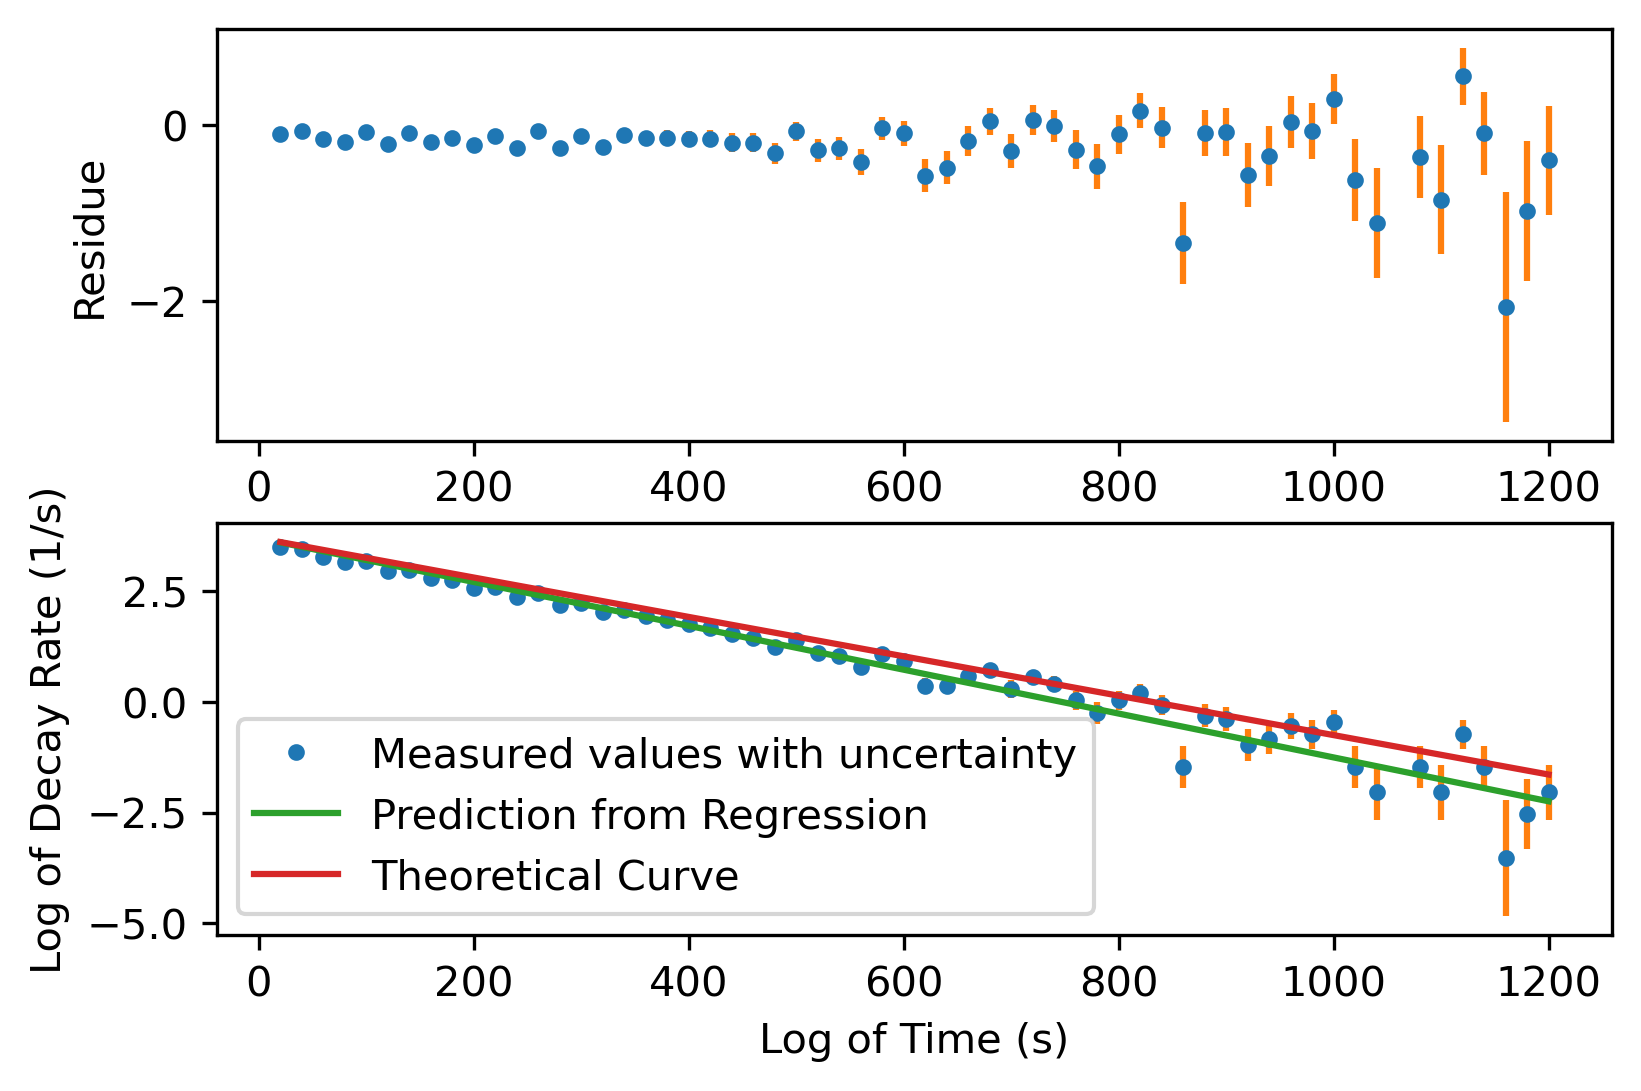 Residue
0
−2
0 200 400 600 800 1000 1200
Log of Decay Rate (1/s)
2.5
0.0
−2.5
−5.0
Measured values with uncertainty
Prediction from Regression
Theoretical Curve
0 200 400 600 800 1000 1200
Log of Time (s)